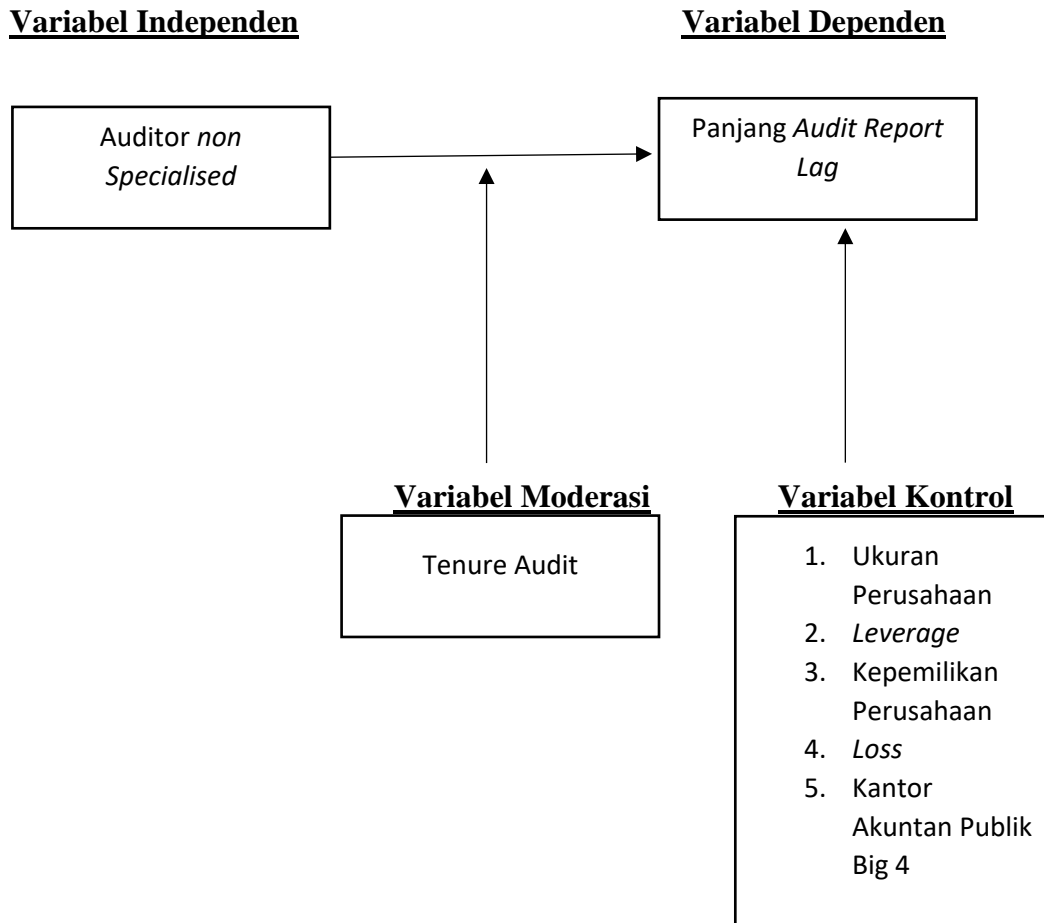 Variabel Independen
Variabel Dependen
Auditor non
Specialised
Panjang Audit Report
Lag
Variabel Moderasi
Tenure Audit
Variabel Kontrol
1. Ukuran
Perusahaan
2. Leverage
3. Kepemilikan
Perusahaan
4. Loss
5. Kantor
Akuntan Publik
Big 4